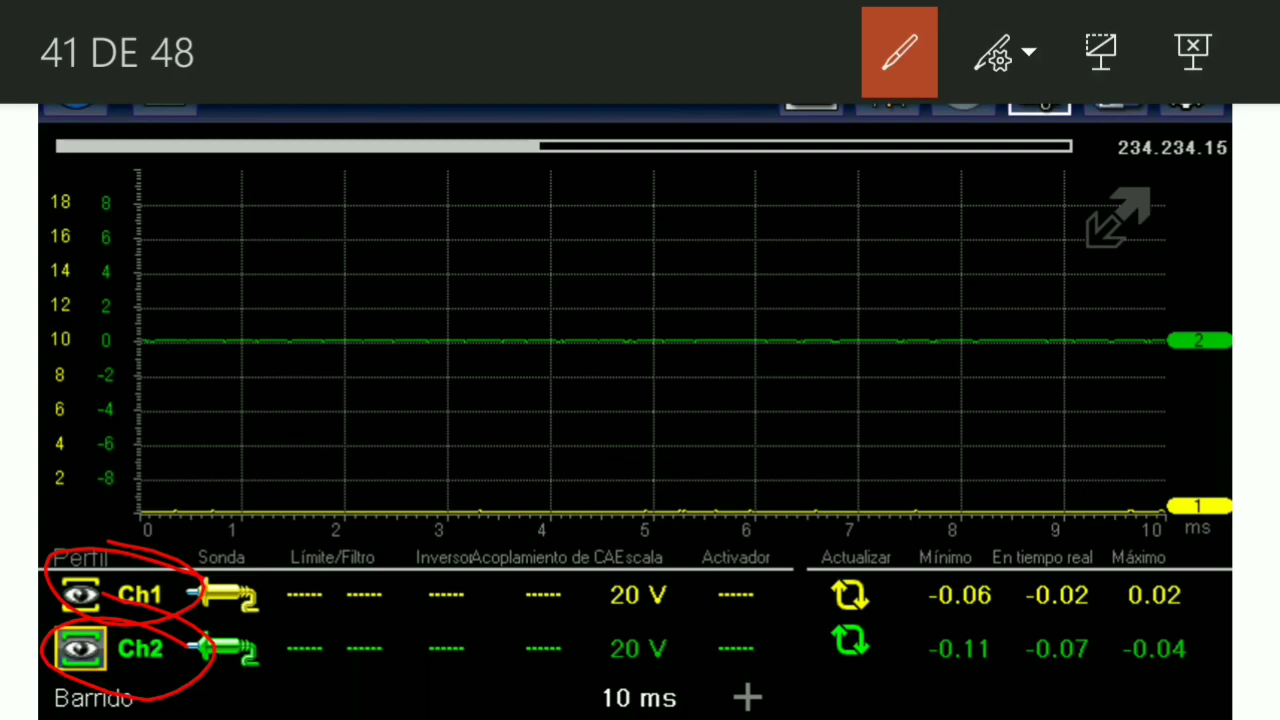 41 DE 48
234.234.15
18 8
16 6
14 4
12 2
10 0 2
8 -2
6 -4
4 -6
2 -8
1
0 1 2 3 4 5 6 7 8 9 10 ms
Perfil Sonda Límite/Filtro Inversor Acoplamiento de CA Escala Activador Actualizar Mínimo En tiempo real Máximo
Ch1 ----- ----- ----- ----- 20 V ----- -0.06 -0.02 0.02
Ch2 ----- ----- ----- ----- 20 V ----- -0.11 -0.07 -0.04
Barrido 10 ms +